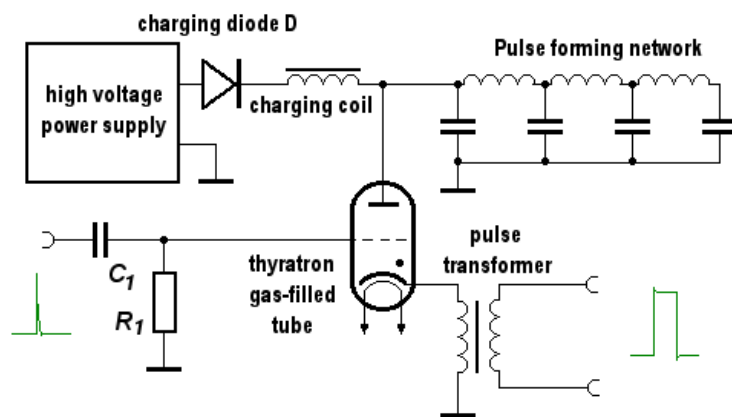 charging diode D
high voltage
power supply
charging coil
Pulse forming network
C1
R1
thyratron
gas-filled
tube
pulse
transformer